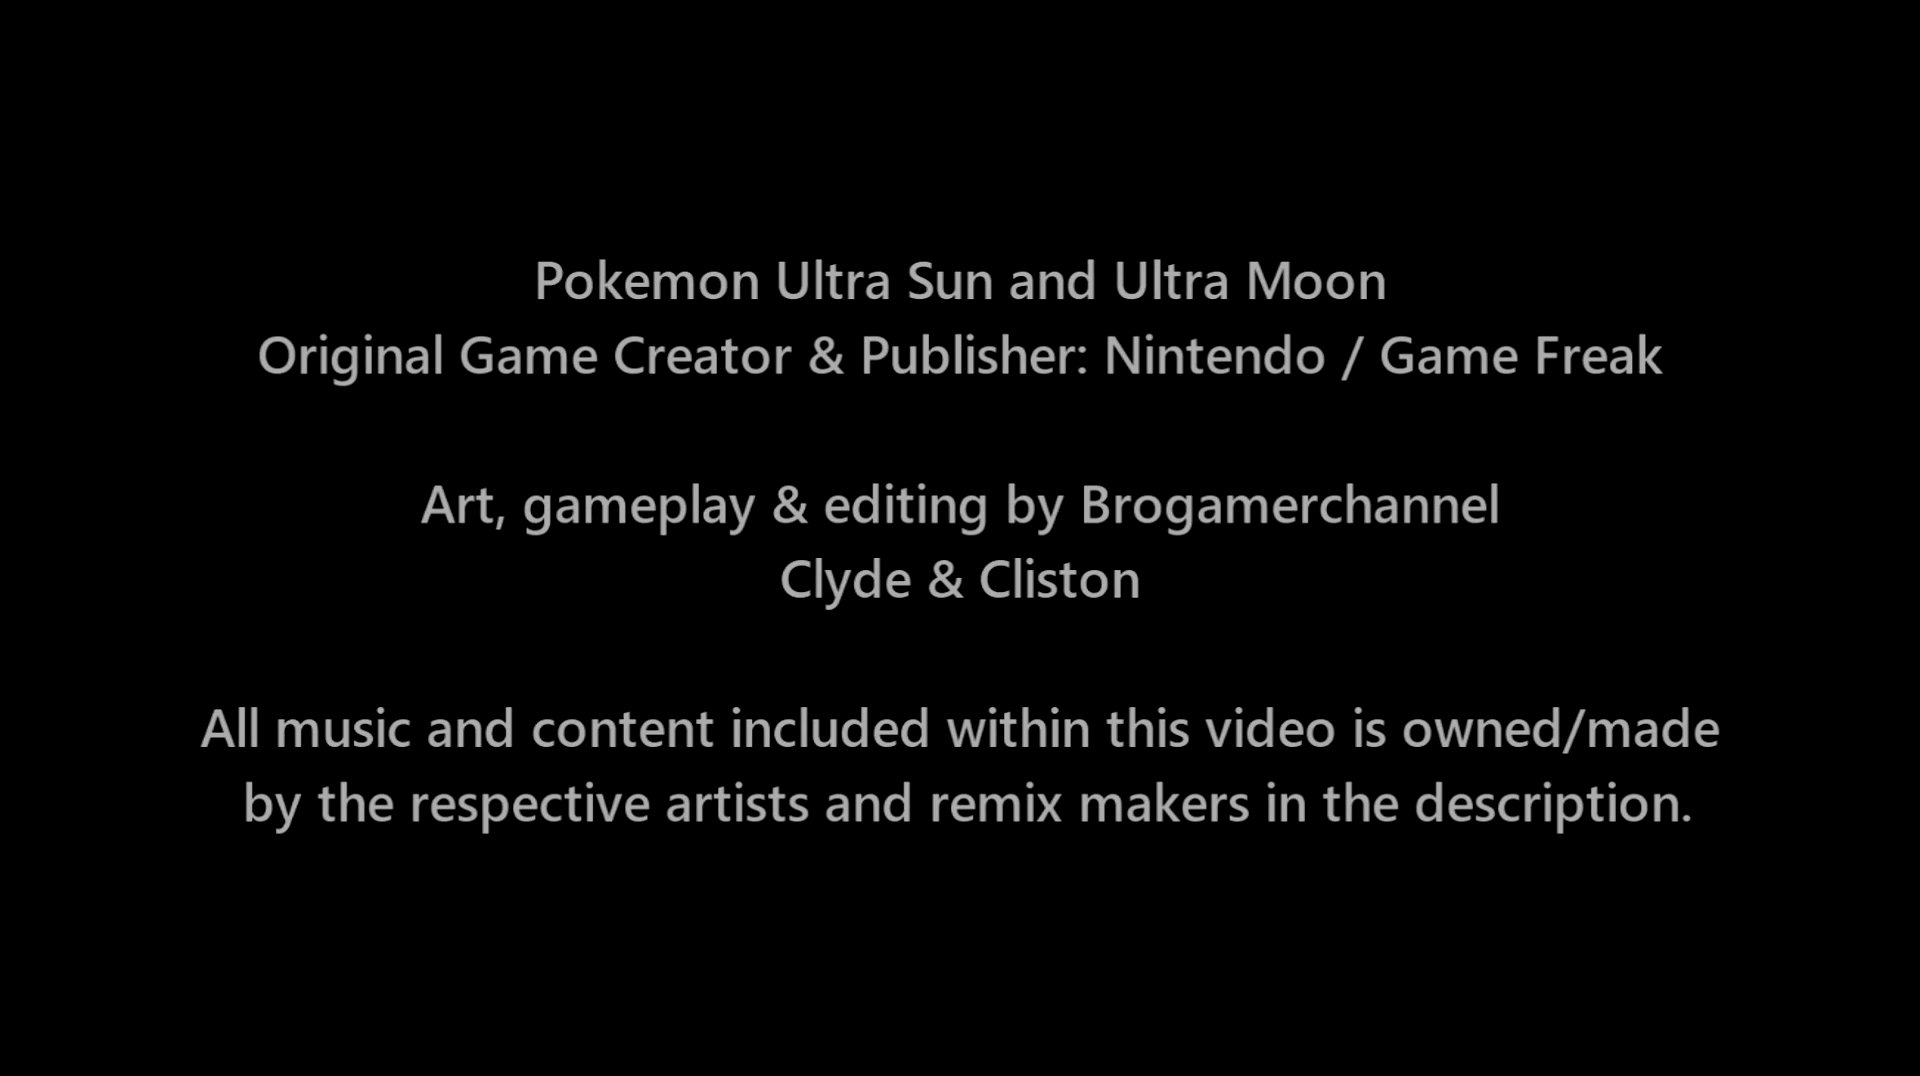 Pokemon Ultra Sun and Ultra Moon
Original Game Creator & Publisher: Nintendo / Game Freak
Art, gameplay & editing by Brogamerchannel
Clyde & Cliston
All music and content included within this video is owned/made
by the respective artists and remix makers in the description.